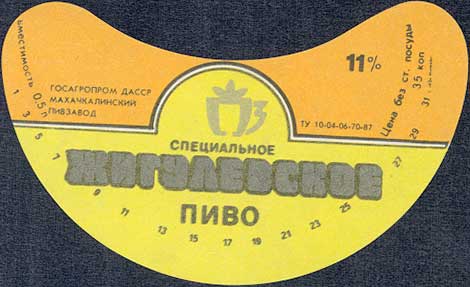 вместимость 0,5 л
ГОСАГРОПРОМ ДАССР
МАХАЧКАЛИНСКИЙ
ПИВЗАВОД
11%
ТУ 10-04-06-70-87
Цена без ст. посуды
35 коп
СПЕЦИАЛЬНОЕ
ЖИГУЛЕВСКОЕ
ПИВО
1 3 5 7 9 11 13 15 17 19 21 23 25 27 29 31